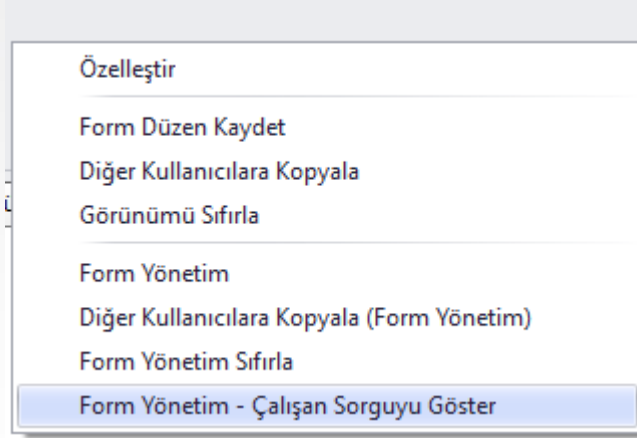 Özelleştir
Form Düzen Kaydet
Diğer Kullanıcılara Kopyala
Görünümü Sıfırla
Form Yönetim
Diğer Kullanıcılara Kopyala (Form Yönetim)
Form Yönetim Sıfırla
Form Yönetim - Çalışan Sorguyu Göster